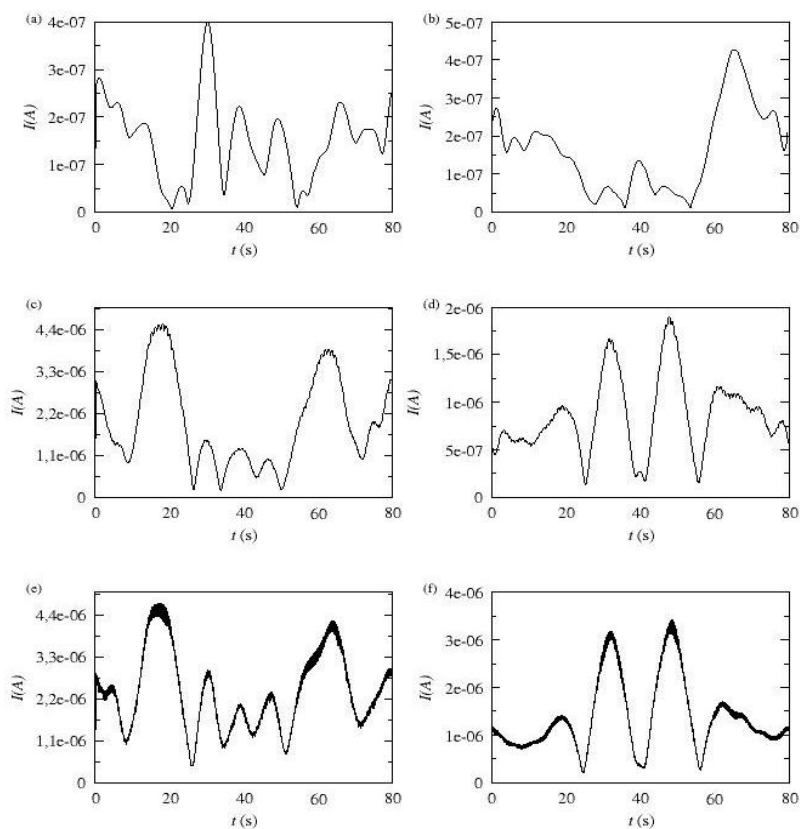 (a)
4e-07
3e-07
2e-07
1e-07
0
I(A)
0 20 40 60 80
t (s)
(b)
5e-07
4e-07
3e-07
2e-07
1e-07
0
I(A)
0 20 40 60 80
t (s)
(c)
4,4e-06
3,3e-06
2,2e-06
1,1e-06
0
I(A)
0 20 40 60 80
t (s)
(d)
2e-06
1,5e-06
1e-06
5e-07
0
I(A)
0 20 40 60 80
t (s)
(e)
4,4e-06
3,3e-06
2,2e-06
1,1e-06
0
I(A)
0 20 40 60 80
t (s)
(f)
4e-06
3e-06
2e-06
1e-06
0
I(A)
0 20 40 60 80
t (s)